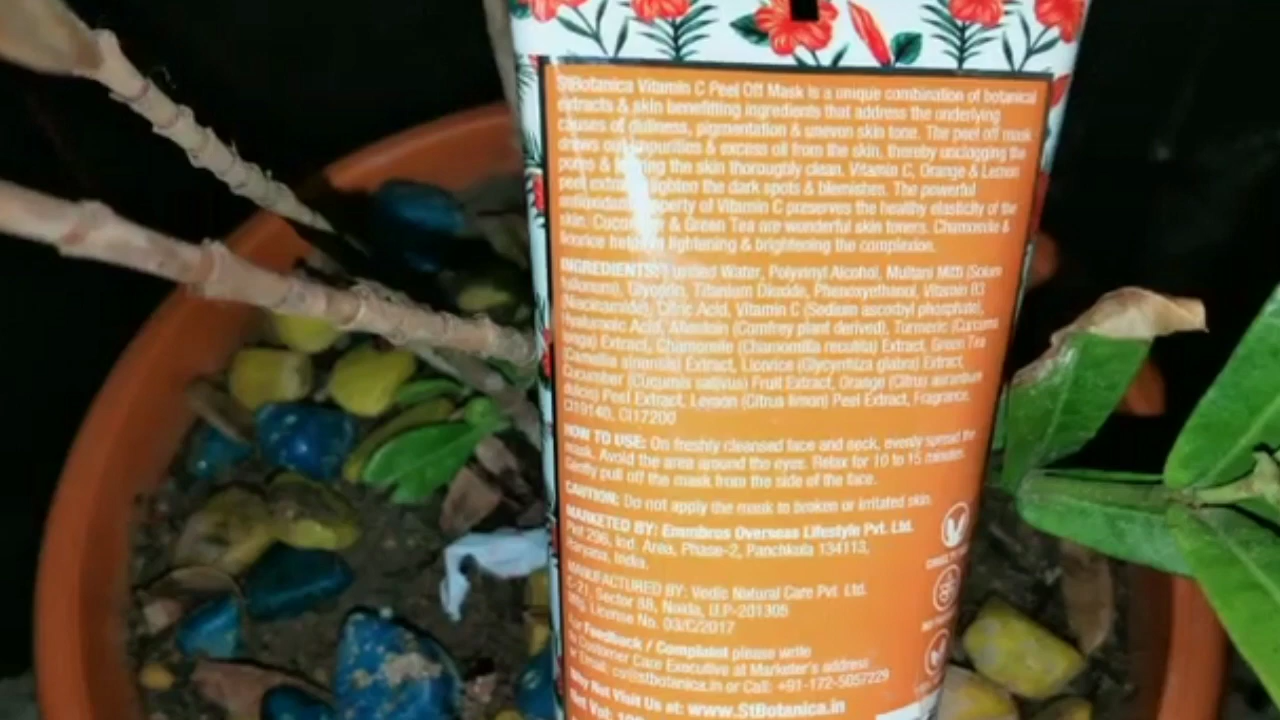 StBotanica Vitamin C Peel Off Mask is a unique combination of botanical
extracts & skin benefitting ingredients that address the underlying
causes of dullness, pigmentation & uneven skin tone. The peel off mask
draws out impurities & excess oil from the skin, thereby unclogging the
pores & the skin thoroughly clean. Vitamin C, Orange & Lemon
peel extract lighten the dark spots & blemishes. The powerful
antioxidant property of Vitamin C preserves the healthy elasticity of the
skin. & Green Tea are wonderful skin toners. Chamomile &
licorice lightening & brightening the complexion.
INGREDIENTS: Purified Water, Polyvinyl Alcohol, Multani Mitti (Solum
fullonum), Glycerin, Titanium Dioxide, Phenoxyethanol, Vitamin B3
(Niacinamide), Citric Acid, Vitamin C (Sodium ascorbyl phosphate),
Hyaluronic Acid, Allantoin (Comfrey plant derived), Turmeric (Curcuma
longa) Extract, Chamomile (Chamomilla recutita) Extract, Green Tea
(Camellia sinensis) Extract, Licorice (Glycyrrhiza glabra) Extract,
Cucumber (Cucumis sativus) Fruit Extract, Orange (Citrus aurantium
dulcis) Peel Extract, Lemon (Citrus limon) Peel Extract, Fragrance,
CI19140, CI17200
HOW TO USE: On freshly cleansed face and neck, evenly spread the
mask. Avoid the area around the eyes. Relax for 10 to 15 minutes.
Gently pull off the mask from the side of the face.
CAUTION: Do not apply the mask to broken or irritated skin.
MARKETED BY: Emmbros Overseas Lifestyle Pvt. Ltd.
Plot 296, Ind. Area, Phase-2, Panchkula 134113,
Haryana, India.
MANUFACTURED BY: Vedic Natural Care Pvt. Ltd.
C-21, Sector 88, Noida, U.P-201305
Mfg. License No. 03/C/2017
For Feedback / Complaint please write
to Customer Care Executive at Marketer's address
or Email: csr@stbotanica.in or Call: +91-172-5057229
Why Not Visit Us at: www.StBotanica.in
Net Vol: